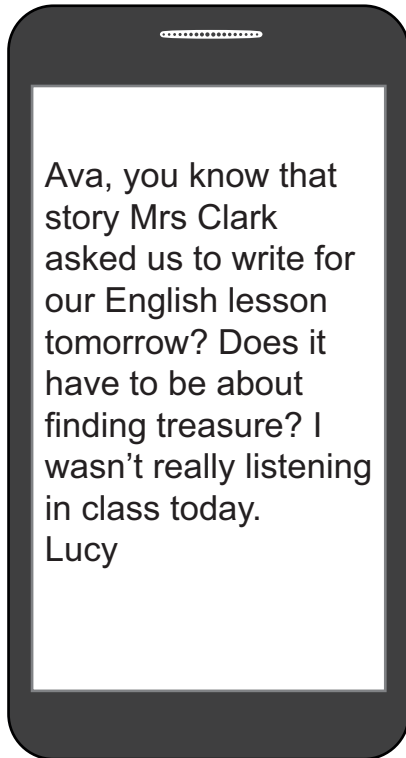 Ava, you know that
story Mrs Clark
asked us to write for
our English lesson
tomorrow? Does it
have to be about
finding treasure? I
wasn’t really listening
in class today.
Lucy